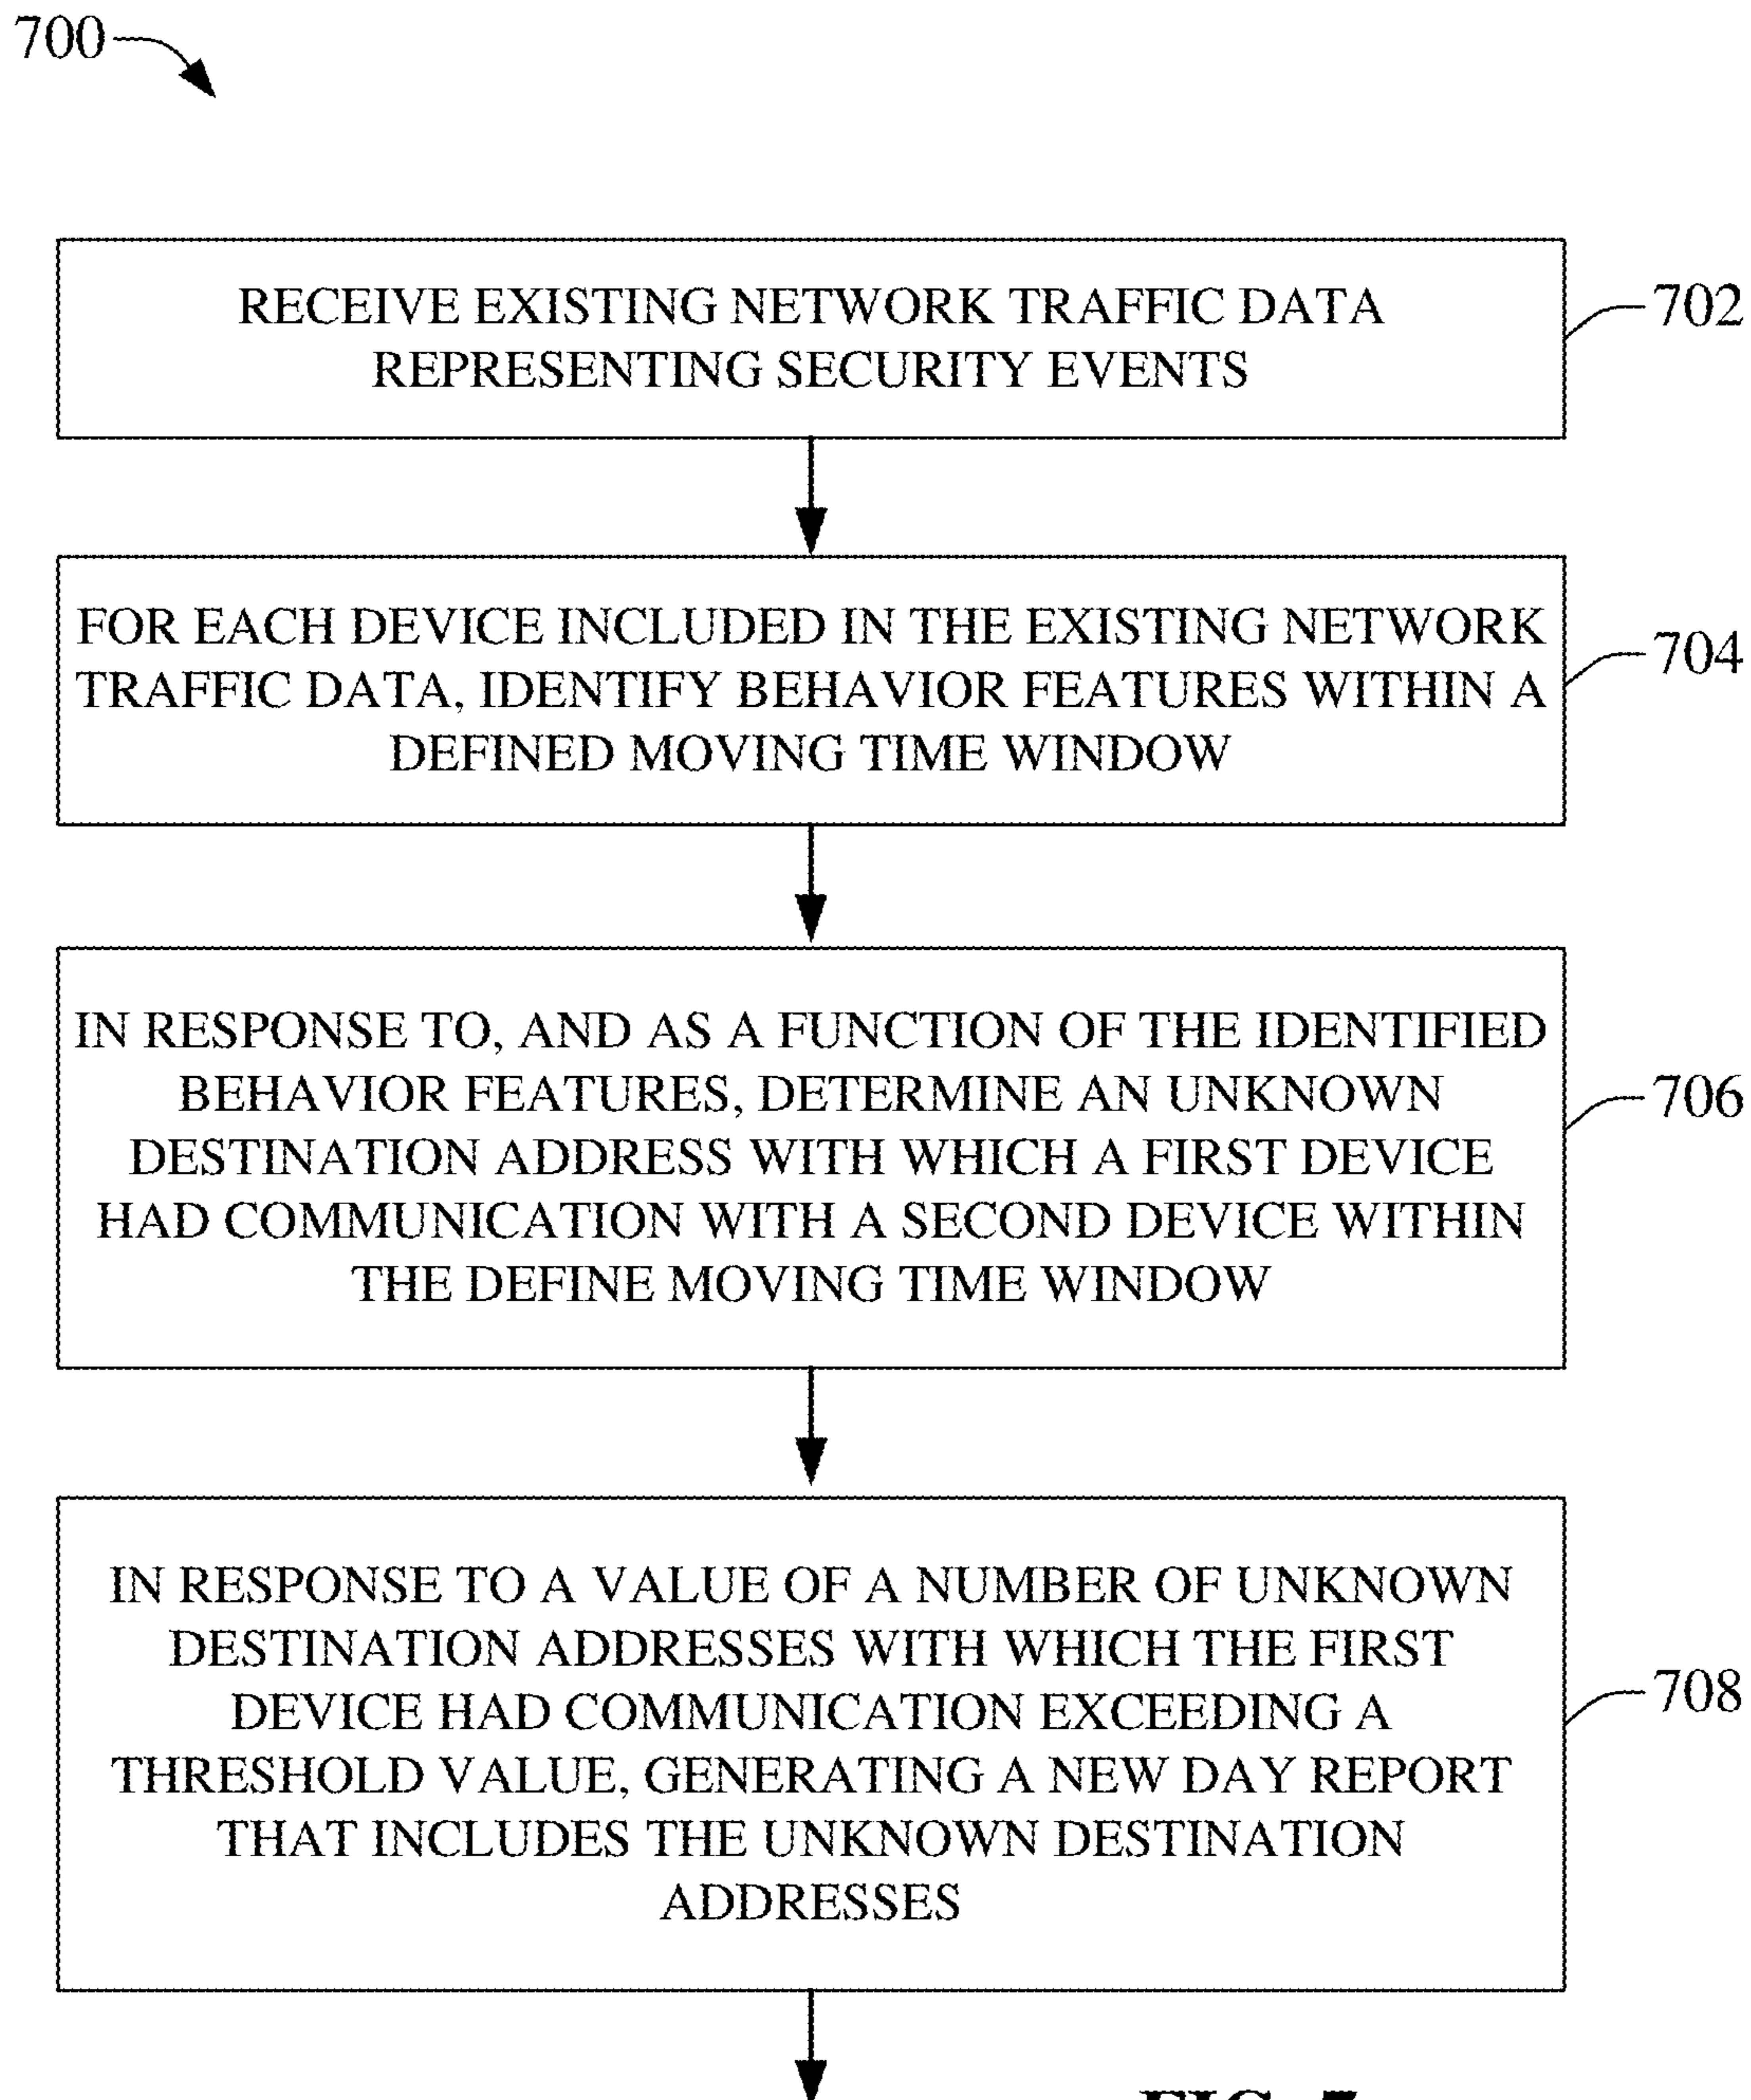 700
RECEIVE EXISTING NETWORK TRAFFIC DATA
REPRESENTING SECURITY EVENTS
702
FOR EACH DEVICE INCLUDED IN THE EXISTING NETWORK
TRAFFIC DATA, IDENTIFY BEHAVIOR FEATURES WITHIN A
DEFINED MOVING TIME WINDOW
704
IN RESPONSE TO, AND AS A FUNCTION OF THE IDENTIFIED
BEHAVIOR FEATURES, DETERMINE AN UNKNOWN
DESTINATION ADDRESS WITH WHICH A FIRST DEVICE
HAD COMMUNICATION WITH A SECOND DEVICE WITHIN
THE DEFINE MOVING TIME WINDOW
706
IN RESPONSE TO A VALUE OF A NUMBER OF UNKNOWN
DESTINATION ADDRESSES WITH WHICH THE FIRST
DEVICE HAD COMMUNICATION EXCEEDING A
THRESHOLD VALUE, GENERATING A NEW DAY REPORT
THAT INCLUDES THE UNKNOWN DESTINATION
ADDRESSES
708